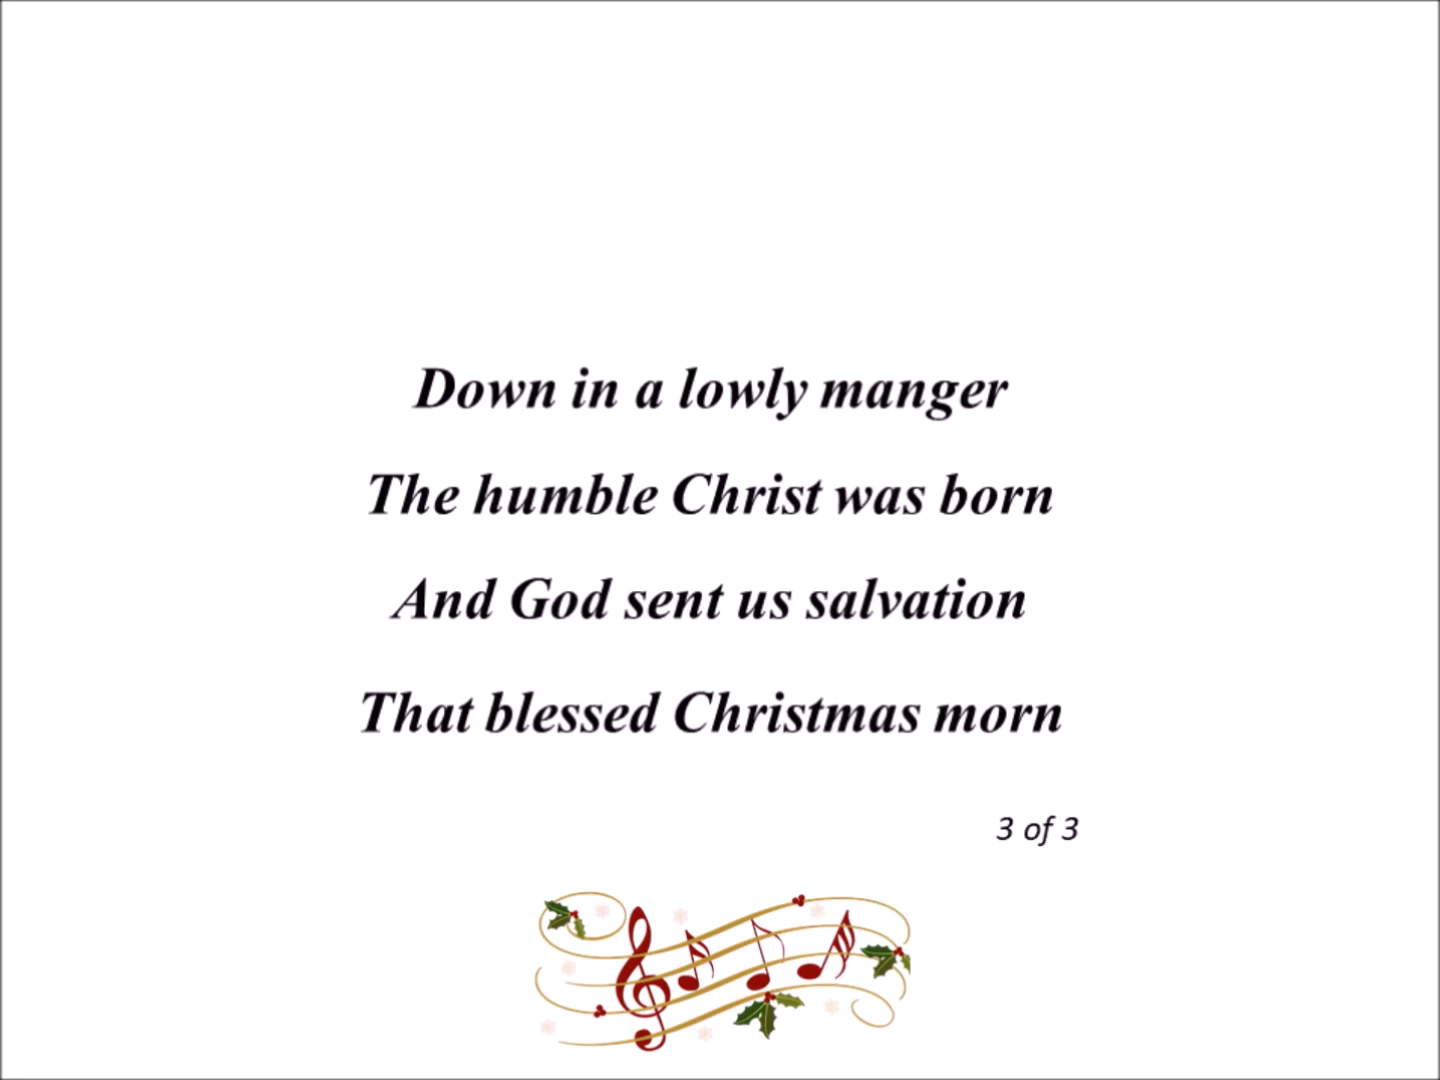 Down in a lowly manger
The humble Christ was born
And God sent us salvation
That blessed Christmas morn
3 of 3